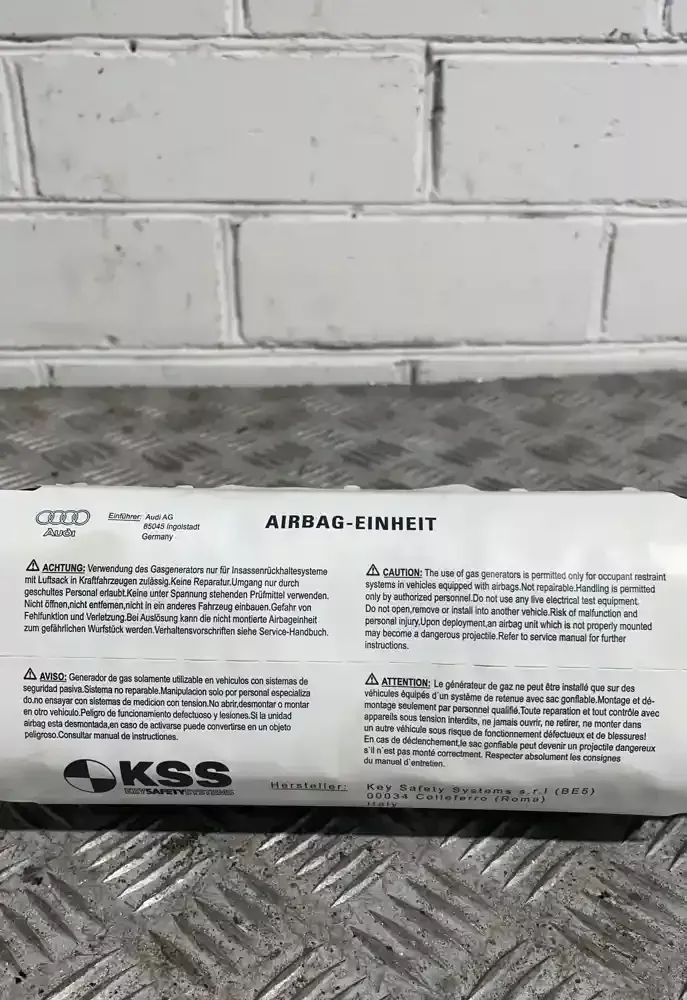 Audi
Einführer: Audi AG
85045 Ingolstadt
Germany
AIRBAG-EINHEIT
⚠ ACHTUNG: Verwendung des Gasgenerators nur für Insassenrückhaltesysteme
mit Luftsack in Kraftfahrzeugen zulässig.Keine Reparatur.Umgang nur durch
geschultes Personal erlaubt.Keine unter Spannung stehenden Prüfmittel verwenden.
Nicht öffnen,nicht entfernen,nicht in ein anderes Fahrzeug einbauen.Gefahr von
Fehlfunktion und Verletzung.Bei Auslösung kann die nicht montierte Airbageinheit
zum gefährlichen Wurfstück werden.Verhaltensvorschriften siehe Service-Handbuch.
⚠ CAUTION: The use of gas generators is permitted only for occupant restraint
systems in vehicles equipped with airbags.Not repairable.Handling is permitted
only by authorized personnel.Do not use any live electrical test equipment.
Do not open,remove or install into another vehicle.Risk of malfunction and
personal injury.Upon deployment,an airbag unit which is not properly mounted
may become a dangerous projectile.Refer to service manual for further
instructions.
⚠ AVISO: Generador de gas solamente utilizable en vehiculos con sistemas de
seguridad pasiva.Sistema no reparable.Manipulacion solo por personal especializa
do.no ensayar con sistemas de medicion con tension.No abrir,desmontar o montar
en otro vehiculo.Peligro de funcionamiento defectuoso y lesiones.Si la unidad
airbag esta desmontada,en caso de activarse puede convertirse en un objeto
peligroso.Consultar manual de instructiones.
⚠ ATTENTION: Le générateur de gaz ne peut être installé que sur des
véhicules équipés d'un système de retenue avec sac gonflable.Montage et dé-
montage seulement par personnel qualifié.Toute reparation et tout contrôle avec
appareils sous tension interdits, ne jamais ouvrir, ne retirer, ne monter dans
un autre véhicule sous risque de fonctionnement défectueux et de blessures!
En cas de déclenchement,le sac gonflable peut devenir un projectile dangereux
s'il n'est pas monté correctement. Respecter absolument les consignes
du manuel d'entretien.
KSS
KEYSAFETYSYSTEMS
Hersteller: Key Safety Systems s.r.l (BE5)
00034 Colleferro (Roma)
Italy